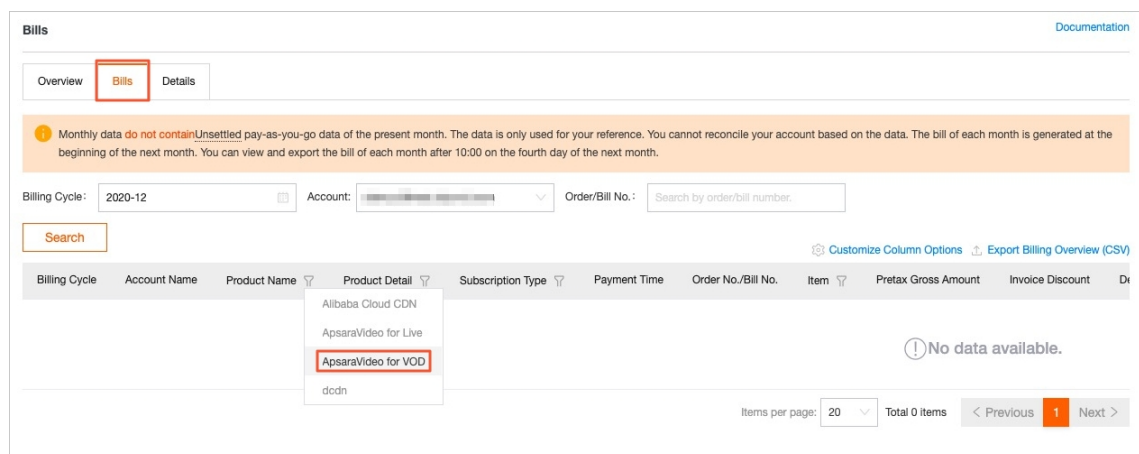 Bills
Documentation
Overview
Bills
Details
Monthly data do not containUnsettled pay-as-you-go data of the present month. The data is only used for your reference. You cannot reconcile your account based on the data. The bill of each month is generated at the
beginning of the next month. You can view and export the bill of each month after 10:00 on the fourth day of the next month.
Billing Cycle: 2020-12 Account: Order/Bill No.: Search by order/bill number.
Search
Customize Column Options Export Billing Overview (CSV)
Billing Cycle Account Name Product Name Product Detail Subscription Type Payment Time Order No./Bill No. Item Pretax Gross Amount Invoice Discount De
Alibaba Cloud CDN
ApsaraVideo for Live
ApsaraVideo for VOD
dcdn
No data available.
Items per page: 20 Total 0 items < Previous 1 Next >